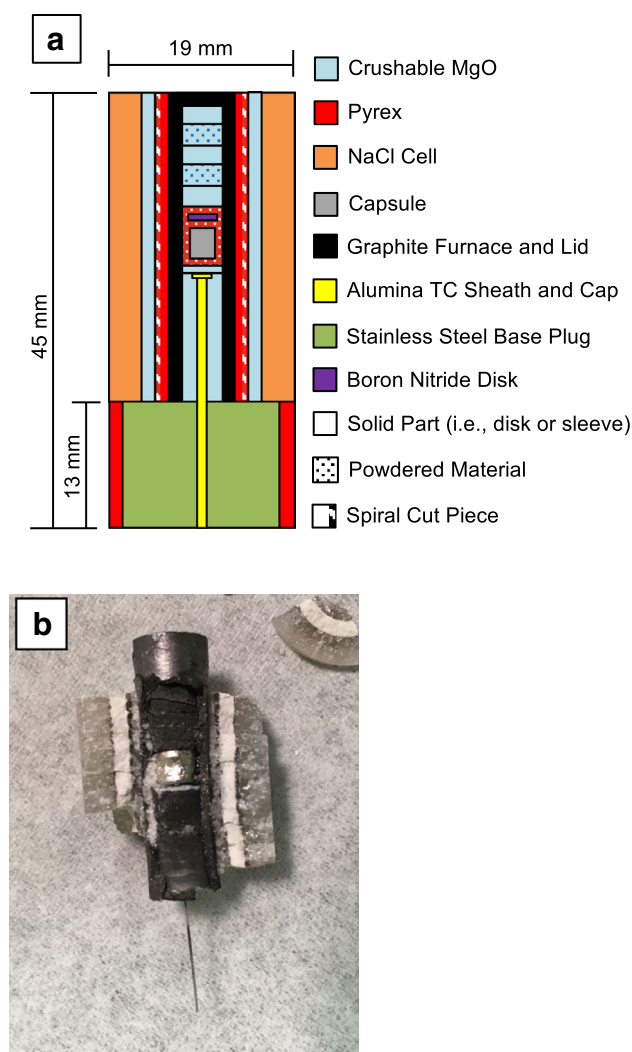 a
19 mm
45 mm
13 mm
Crushable MgO
Pyrex
NaCl Cell
Capsule
Graphite Furnace and Lid
Alumina TC Sheath and Cap
Stainless Steel Base Plug
Boron Nitride Disk
Solid Part (i.e., disk or sleeve)
Powdered Material
Spiral Cut Piece
b